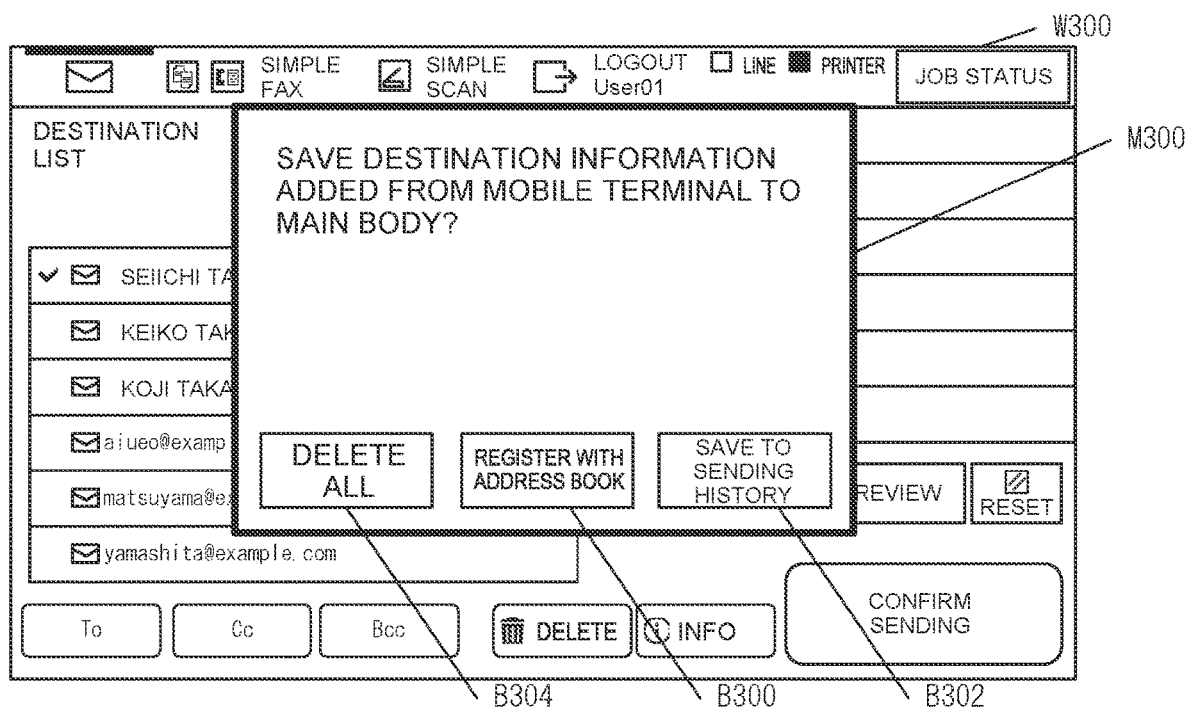 W300
SIMPLE FAX
SIMPLE SCAN
LOGOUT
User01
LINE
PRINTER
JOB STATUS
M300
DESTINATION
LIST
SAVE DESTINATION INFORMATION
ADDED FROM MOBILE TERMINAL TO
MAIN BODY?
SEIICHI TA
KEIKO TAK
KOJI TAKA
aiueo@examp
matsuyama@ex
yamashita@example.com
DELETE
ALL
REGISTER WITH
ADDRESS BOOK
SAVE TO
SENDING
HISTORY
REVIEW
RESET
To
Cc
Bcc
DELETE
INFO
CONFIRM
SENDING
B304
B300
B302